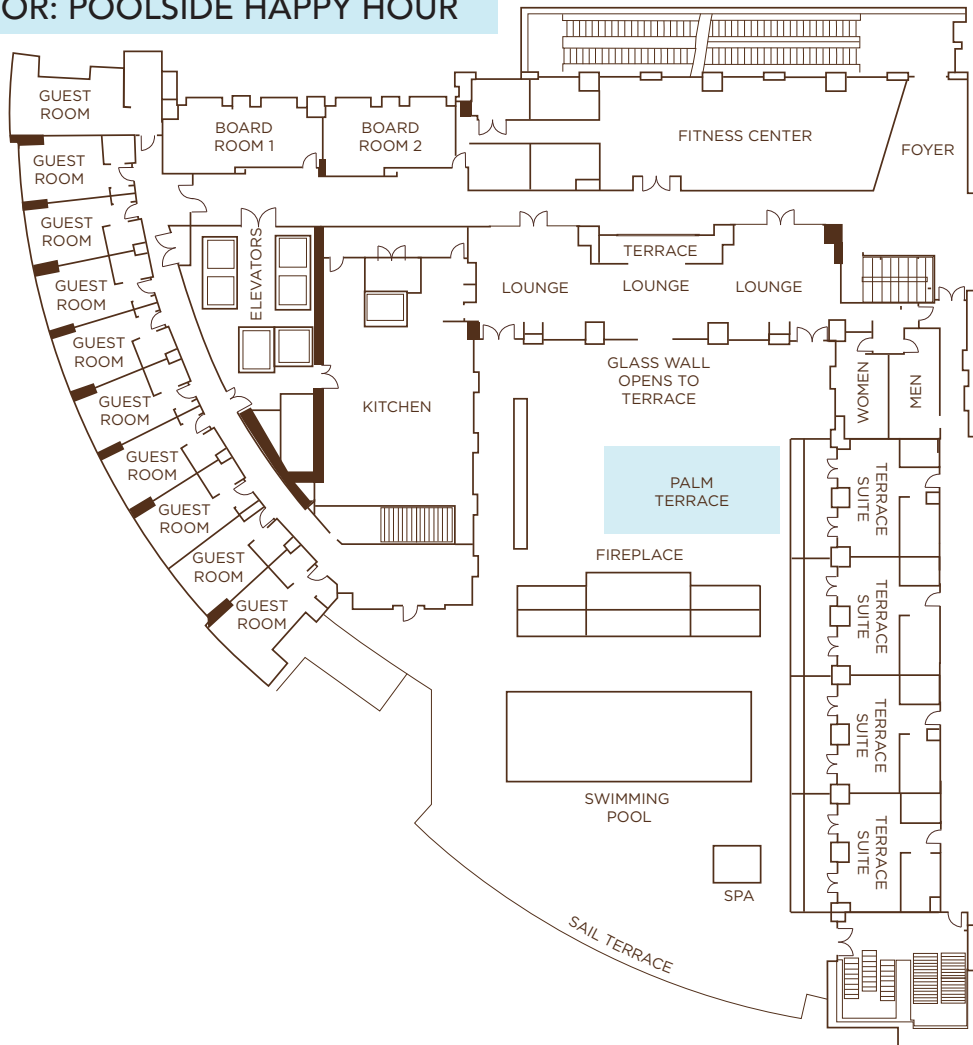 OR: POOLSIDE HAPPY HOUR
GUEST
ROOM
BOARD
ROOM 1
BOARD
ROOM 2
FITNESS CENTER
FOYER
GUEST
ROOM
GUEST
ROOM
GUEST
ROOM
GUEST
ROOM
GUEST
ROOM
GUEST
ROOM
GUEST
ROOM
GUEST
ROOM
GUEST
ROOM
ELEVATORS
KITCHEN
TERRACE
LOUNGE
LOUNGE
LOUNGE
GLASS WALL
OPENS TO
TERRACE
WOMEN
MEN
PALM
TERRACE
FIREPLACE
TERRACE
SUITE
TERRACE
SUITE
TERRACE
SUITE
TERRACE
SUITE
SWIMMING
POOL
SPA
SAIL TERRACE